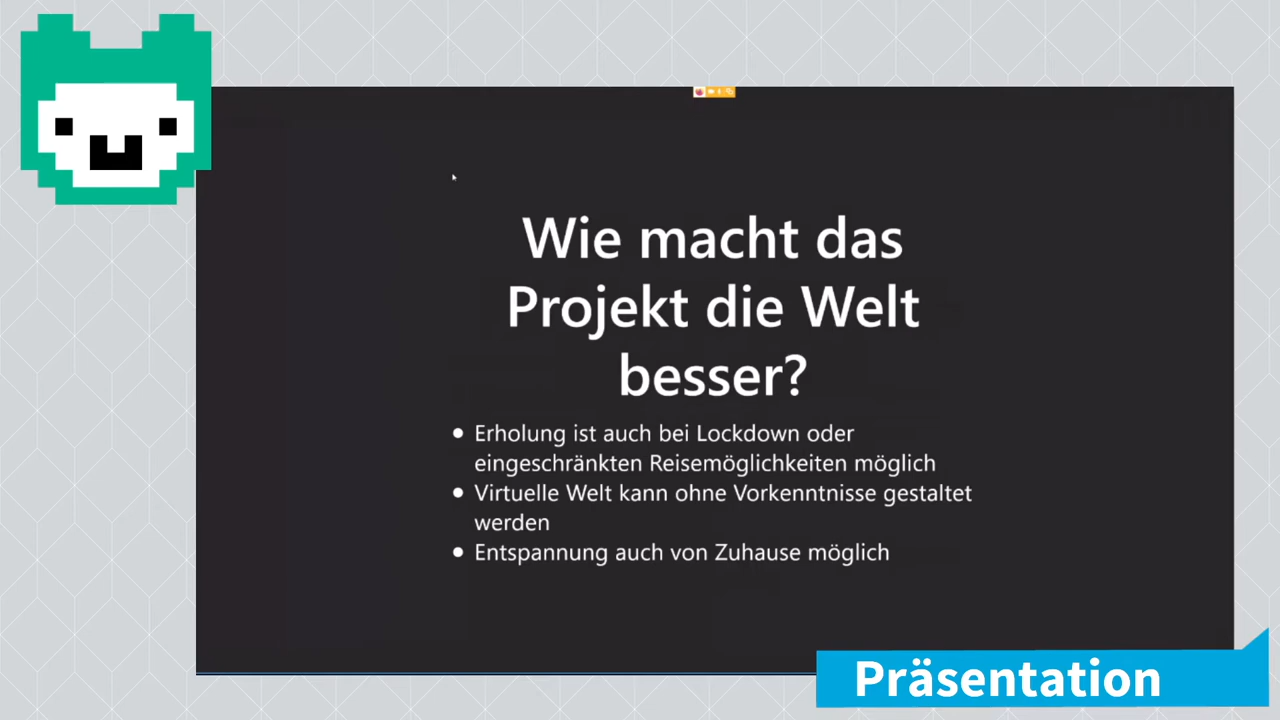 Wie macht das
Projekt die Welt
besser?
● Erholung ist auch bei Lockdown oder
eingeschränkten Reisemöglichkeiten möglich
● Virtuelle Welt kann ohne Vorkenntnisse gestaltet
werden
● Entspannung auch von Zuhause möglich
Präsentation